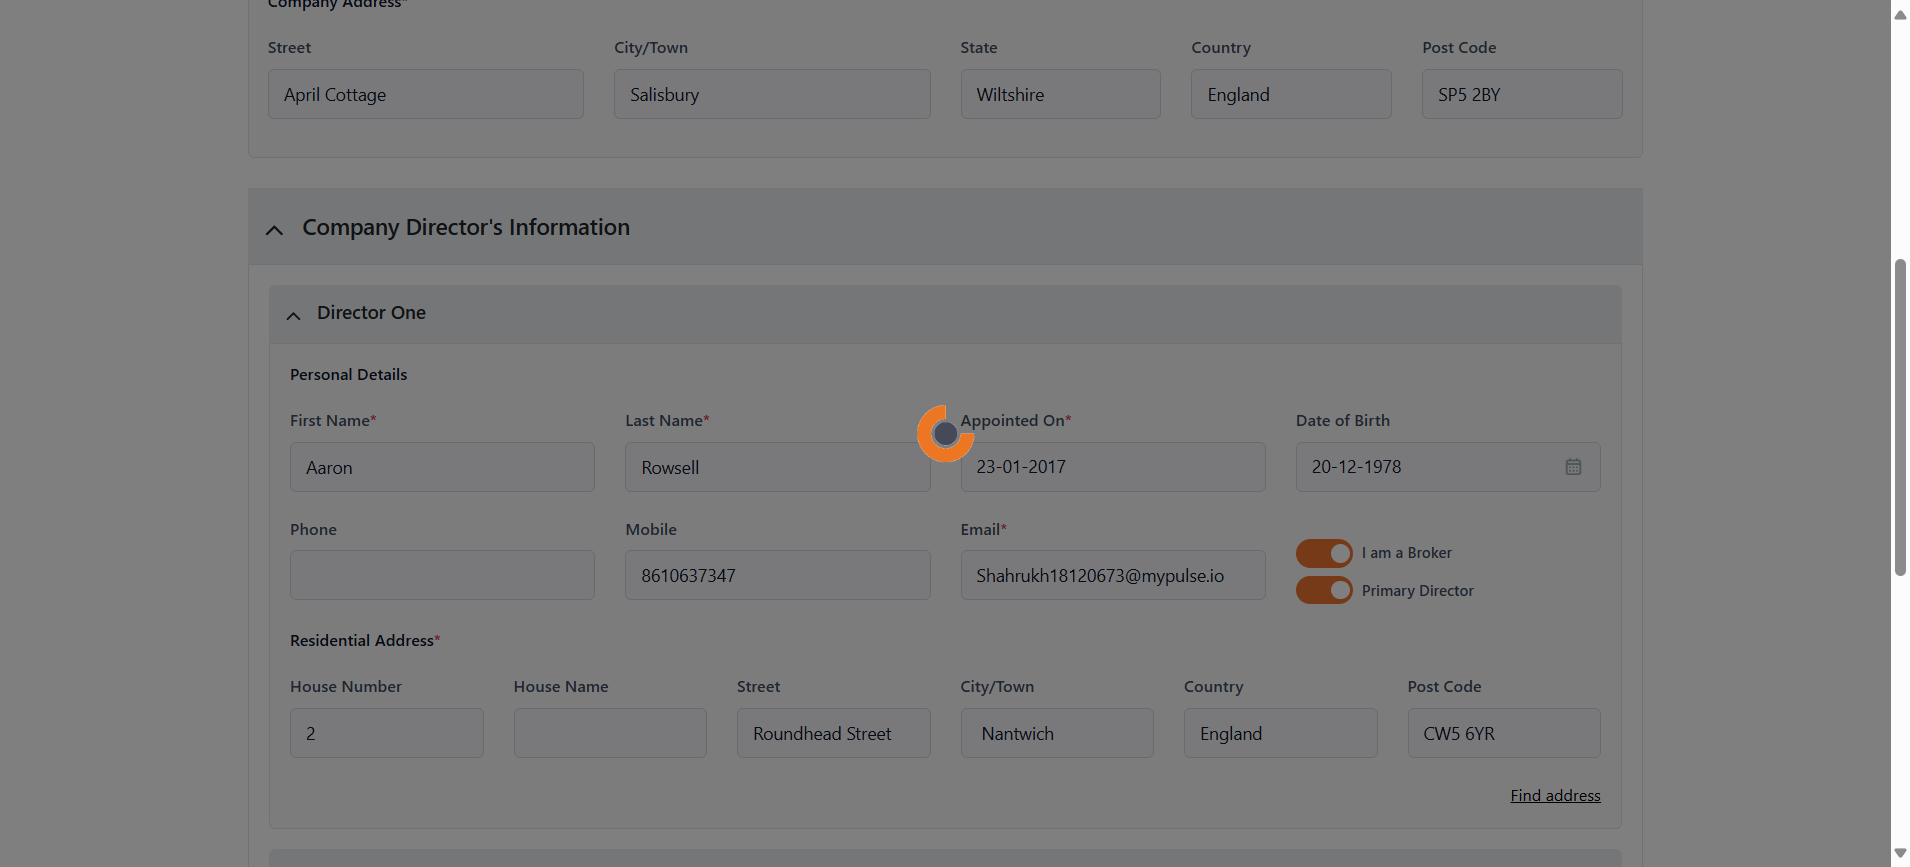 Company Address*
Street City/Town State Country Post Code
April Cottage Salisbury Wiltshire England SP5 2BY
Company Director's Information
Director One
Personal Details
First Name* Last Name* Appointed On* Date of Birth
Aaron Rowsell 23-01-2017 20-12-1978
Phone Mobile Email* I am a Broker
8610637347 Shahrukh18120673@mypulse.io Primary Director
Residential Address*
House Number House Name Street City/Town Country Post Code
2 Roundhead Street Nantwich England CW5 6YR
Find address